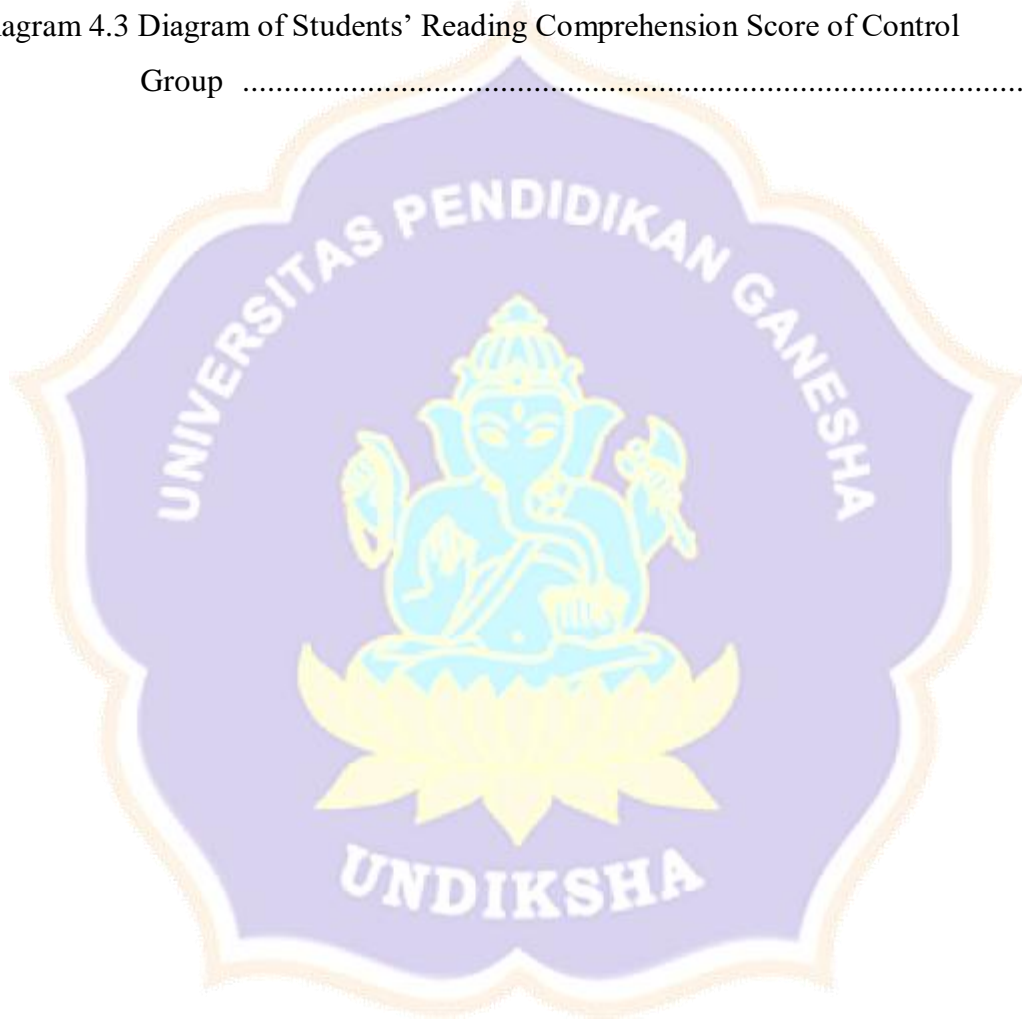 agram 4.3 Diagram of Students’ Reading Comprehension Score of Control
Group ...............................................................................................
UNIVERSITAS PENDIDIKAN GANESHA
UNDIKSHA